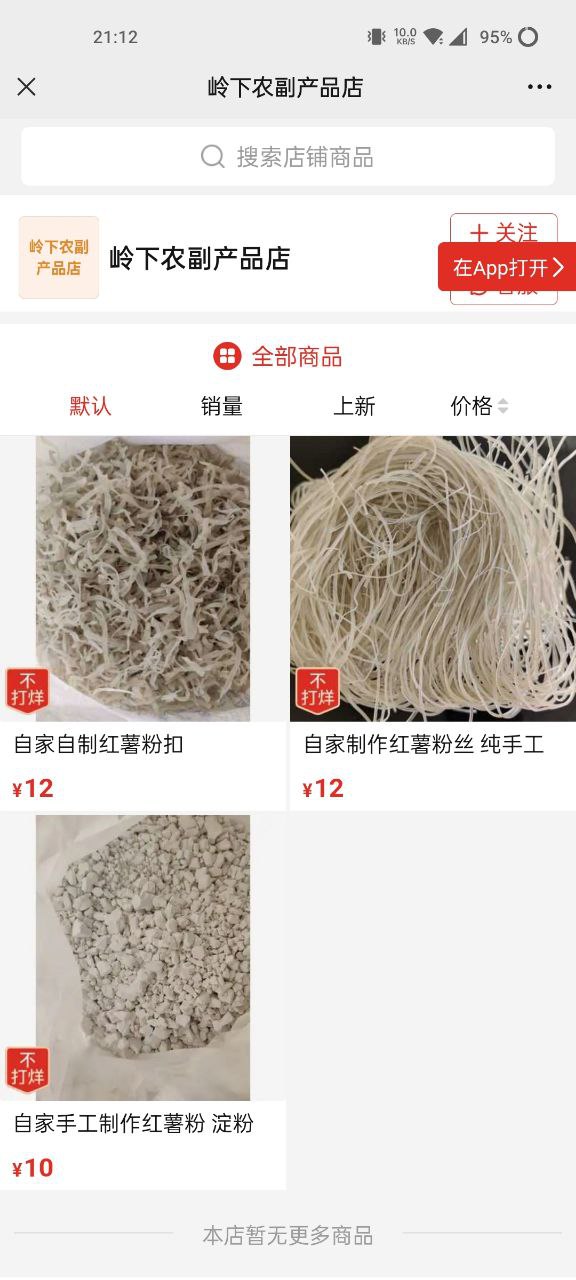 21:12
10.0
KB/S
95%
岭下农副产品店
搜索店铺商品
岭下农副
产品店
岭下农副产品店
关注
在App打开
全部商品
默认 销量 上新 价格
不
打烊
不
打烊
自家自制红薯粉扣
自家制作红薯粉丝 纯手工
¥12
¥12
不
打烊
自家手工制作红薯粉 淀粉
¥10
本店暂无更多商品